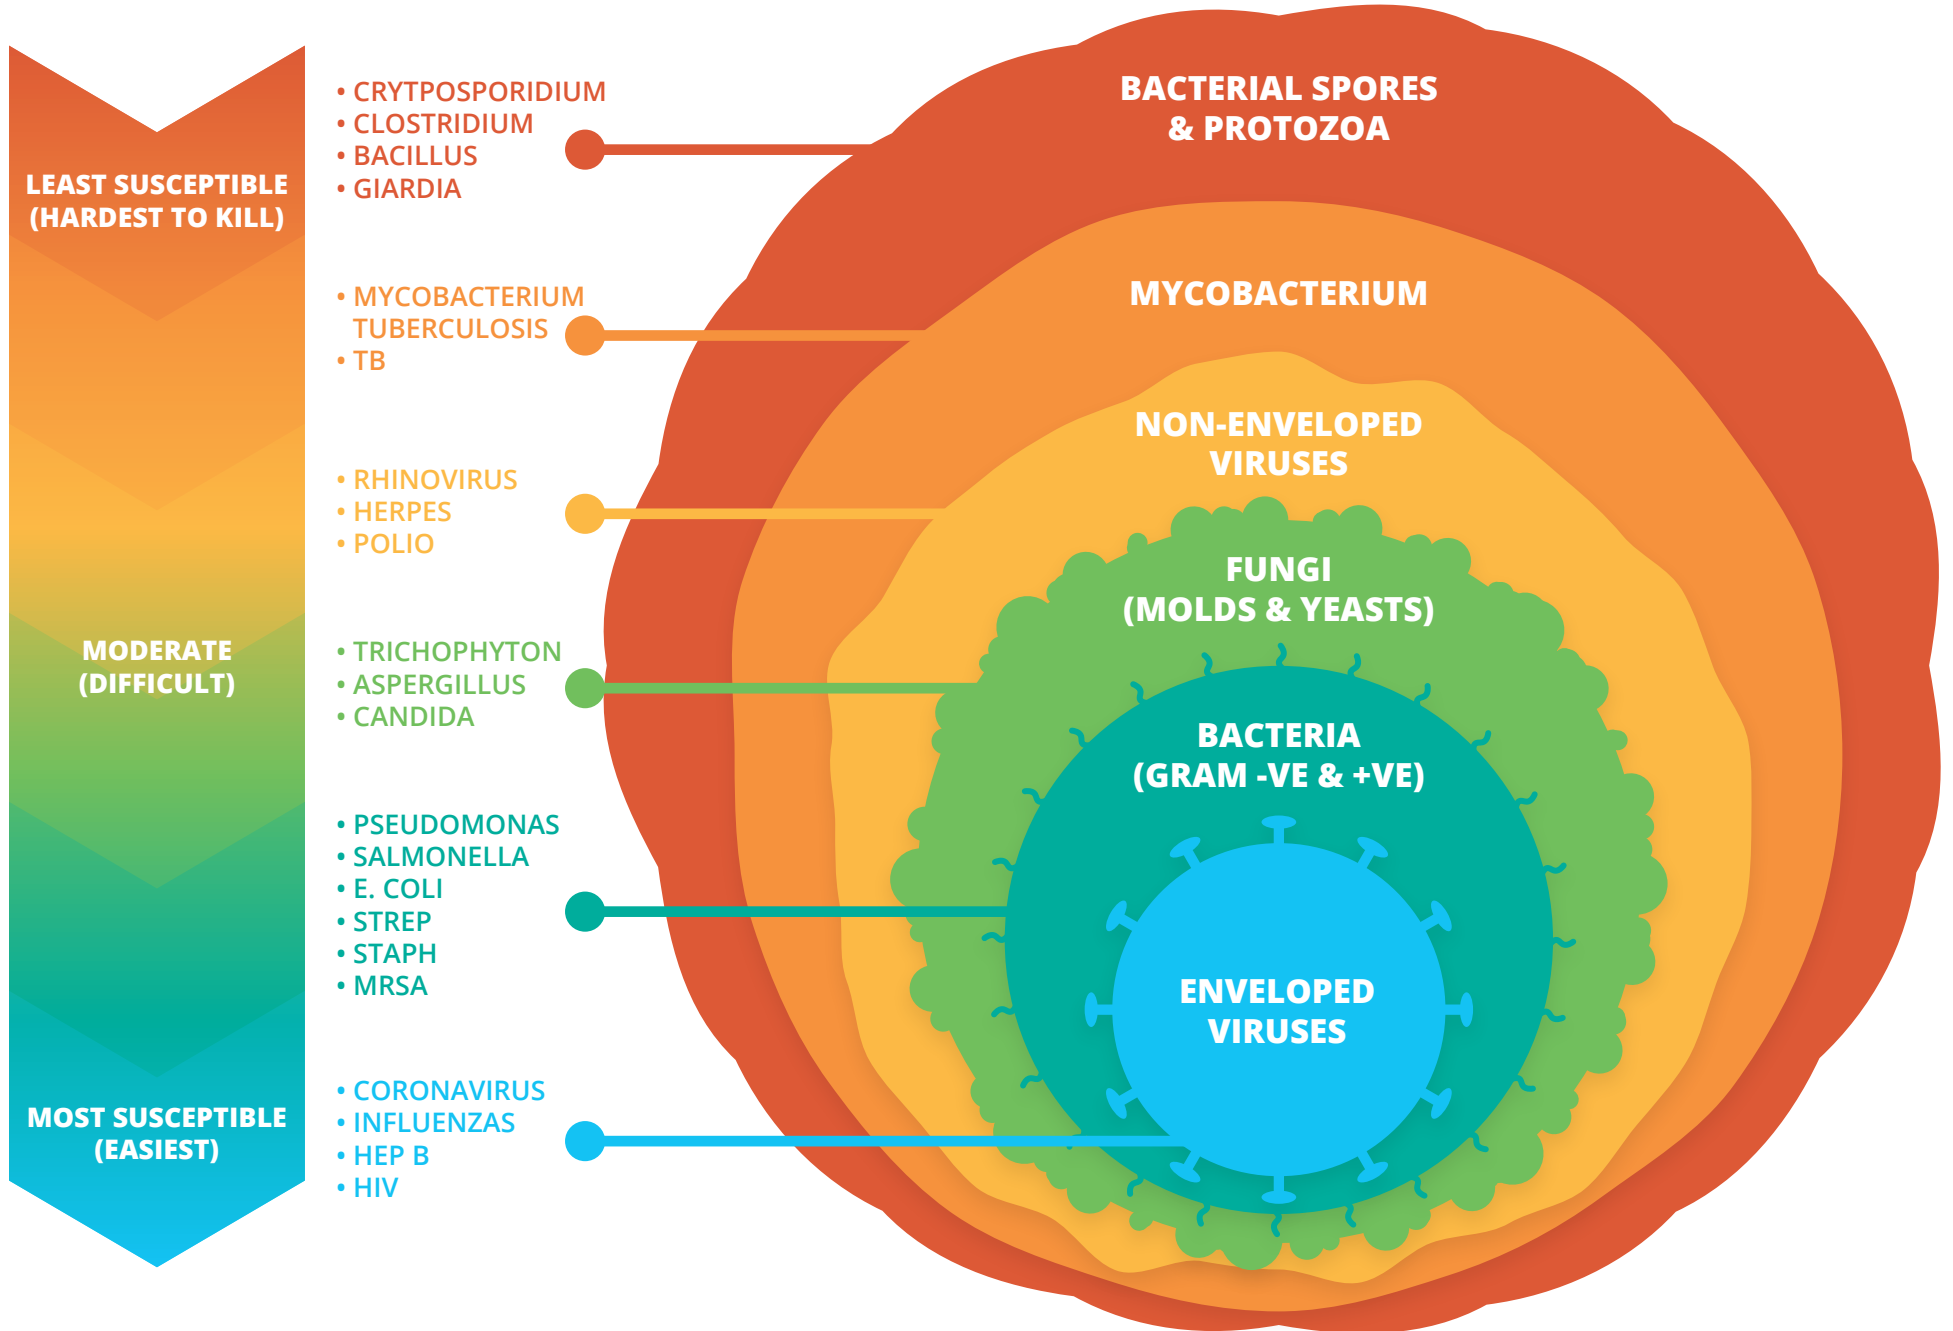 LEAST SUSCEPTIBLE
(HARDEST TO KILL)
MODERATE
(DIFFICULT)
MOST SUSCEPTIBLE
(EASIEST)
• CRYTPOSPORIDIUM
• CLOSTRIDIUM
• BACILLUS
• GIARDIA
• MYCOBACTERIUM
TUBERCULOSIS
• TB
• RHINOVIRUS
• HERPES
• POLIO
• TRICHOPHYTON
• ASPERGILLUS
• CANDIDA
• PSEUDOMONAS
• SALMONELLA
• E. COLI
• STREP
• STAPH
• MRSA
• CORONAVIRUS
• INFLUENZAS
• HEP B
• HIV
BACTERIAL SPORES
& PROTOZOA
MYCOBACTERIUM
NON-ENVELOPED
VIRUSES
FUNGI
(MOLDS & YEASTS)
BACTERIA
(GRAM -VE & +VE)
ENVELOPED
VIRUSES